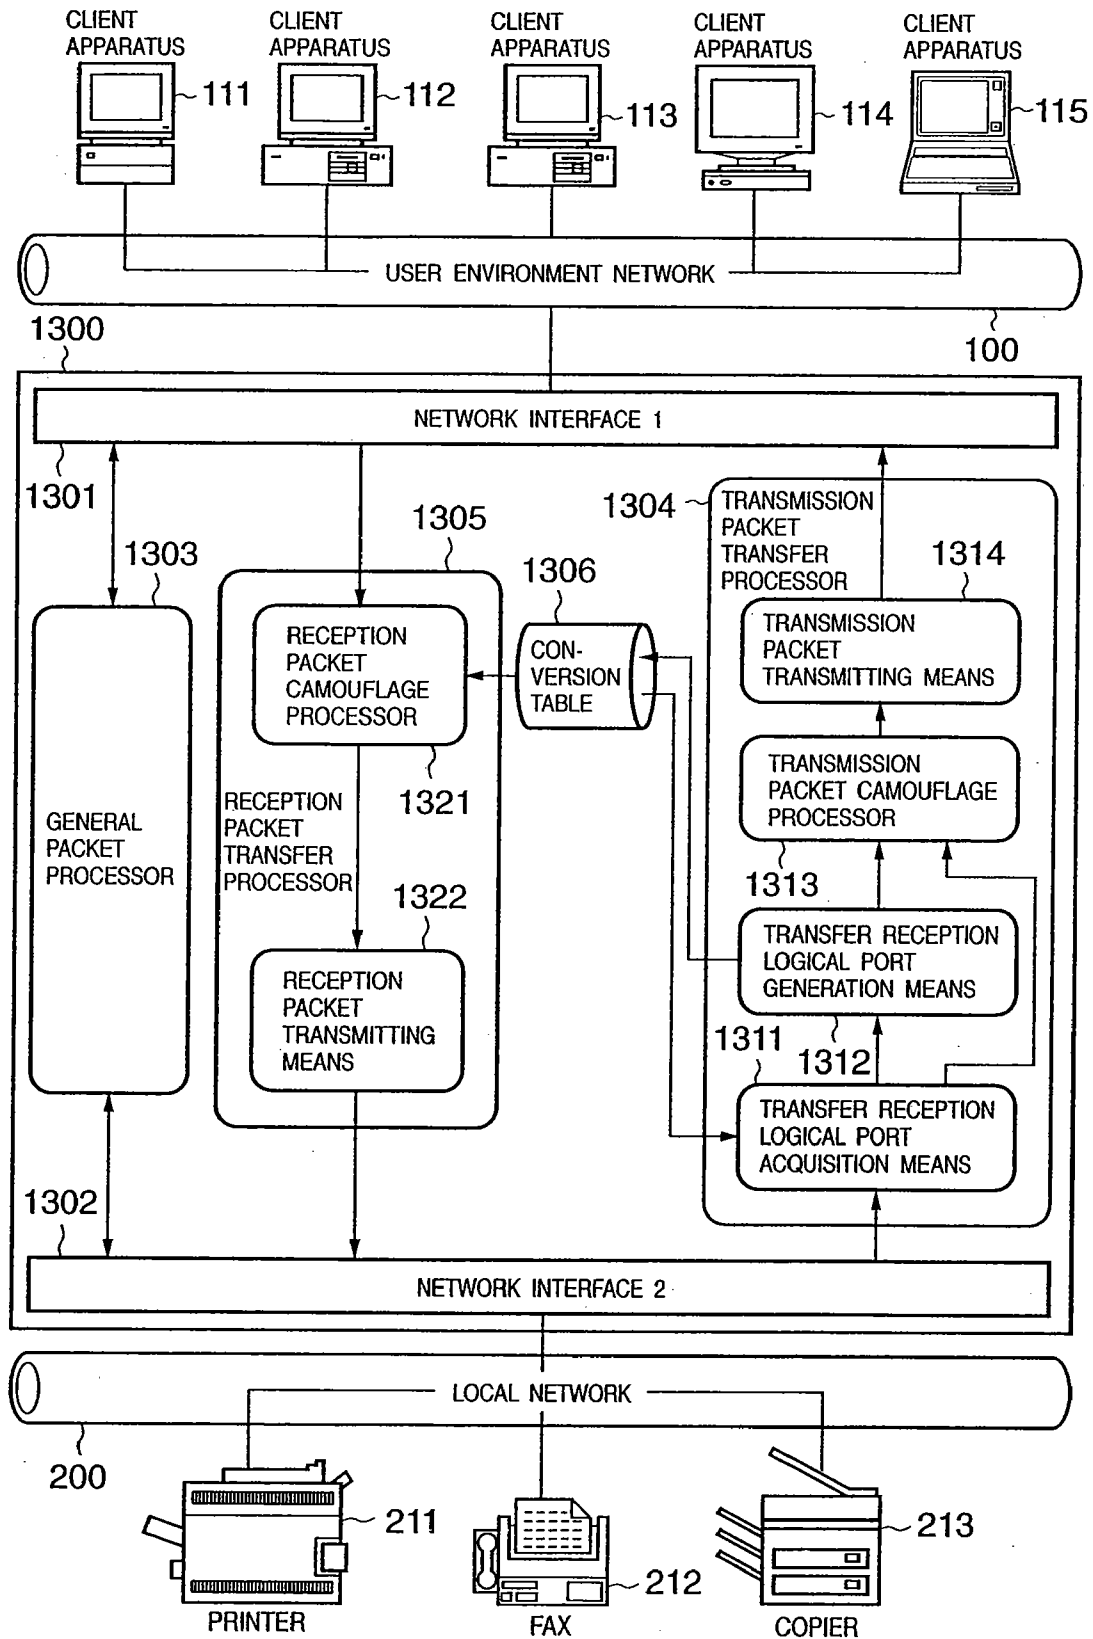 CLIENT
APPARATUS
CLIENT
APPARATUS
CLIENT
APPARATUS
CLIENT
APPARATUS
CLIENT
APPARATUS
111
112
113
114
115
USER ENVIRONMENT NETWORK
1300
100
NETWORK INTERFACE 1
1301
1303
1305
1306
1304
TRANSMISSION
PACKET
TRANSFER
PROCESSOR
1314
RECEPTION
PACKET
CAMOUFLAGE
PROCESSOR
CON-
VERSION
TABLE
TRANSMISSION
PACKET
TRANSMITTING MEANS
1321
TRANSMISSION
PACKET CAMOUFLAGE
PROCESSOR
GENERAL
PACKET
PROCESSOR
RECEPTION
PACKET
TRANSFER
PROCESSOR
1313
1322
TRANSFER RECEPTION
LOGICAL PORT
GENERATION MEANS
RECEPTION
PACKET
TRANSMITTING
MEANS
1311
1312
TRANSFER RECEPTION
LOGICAL PORT
ACQUISITION MEANS
1302
NETWORK INTERFACE 2
LOCAL NETWORK
200
211
212
213
PRINTER
FAX
COPIER